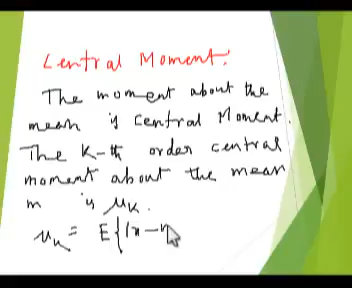 Central Moment:
The moment about the
mean is central Moment.
The K-th order central
moment about the mean
m is μk.
μk = E{(x-